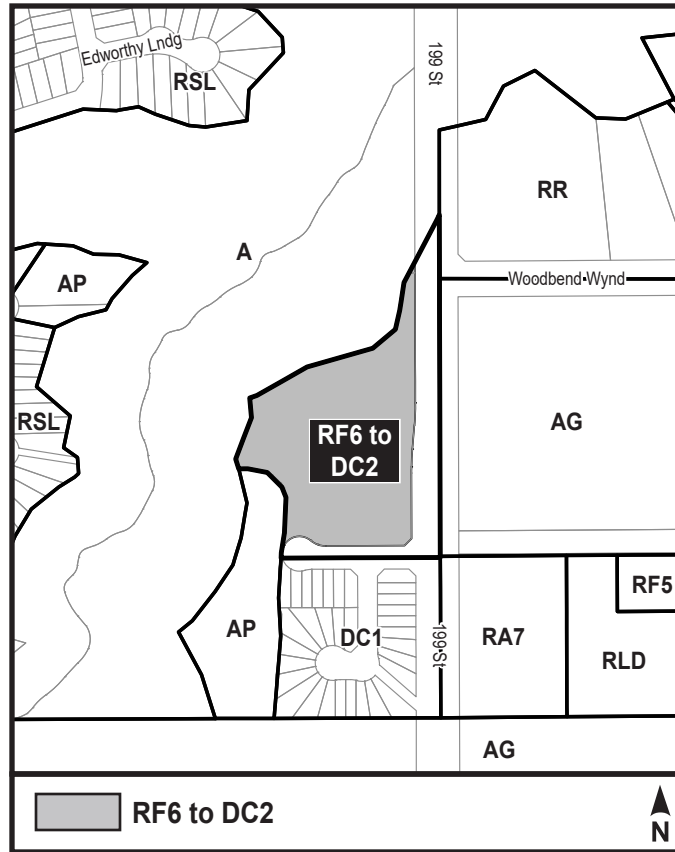 Edworthy Lndg
RSL
199 St
RR
A
AP
Woodbend Wynd
RSL
RF6 to
DC2
AG
AP
DC1
199 St
RA7
RF5
RLD
AG
RF6 to DC2
N